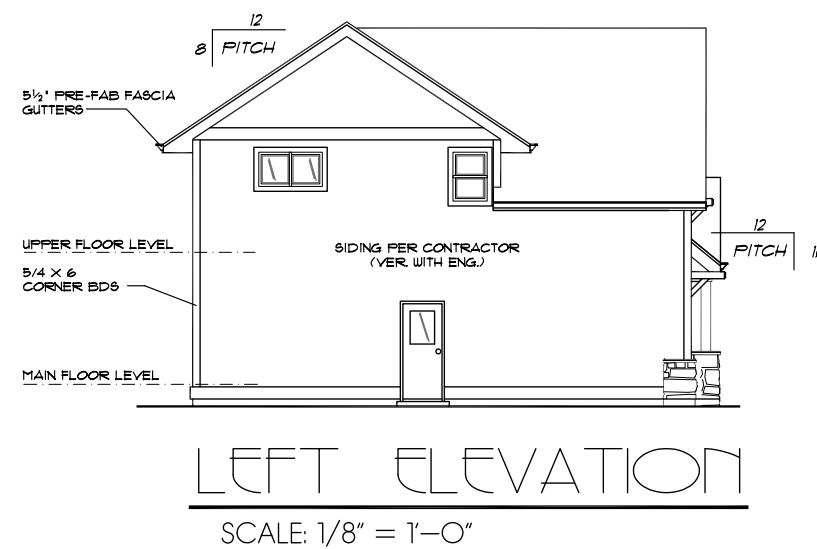 12
8 PITCH
5½" PRE-FAB FASCIA
GUTTERS
UPPER FLOOR LEVEL
SIDING PER CONTRACTOR
(VER. WITH ENG.)
12
PITCH
5/4 X 6
CORNER BDS
MAIN FLOOR LEVEL
LEFT ELEVATION
SCALE: 1/8" = 1'-0"